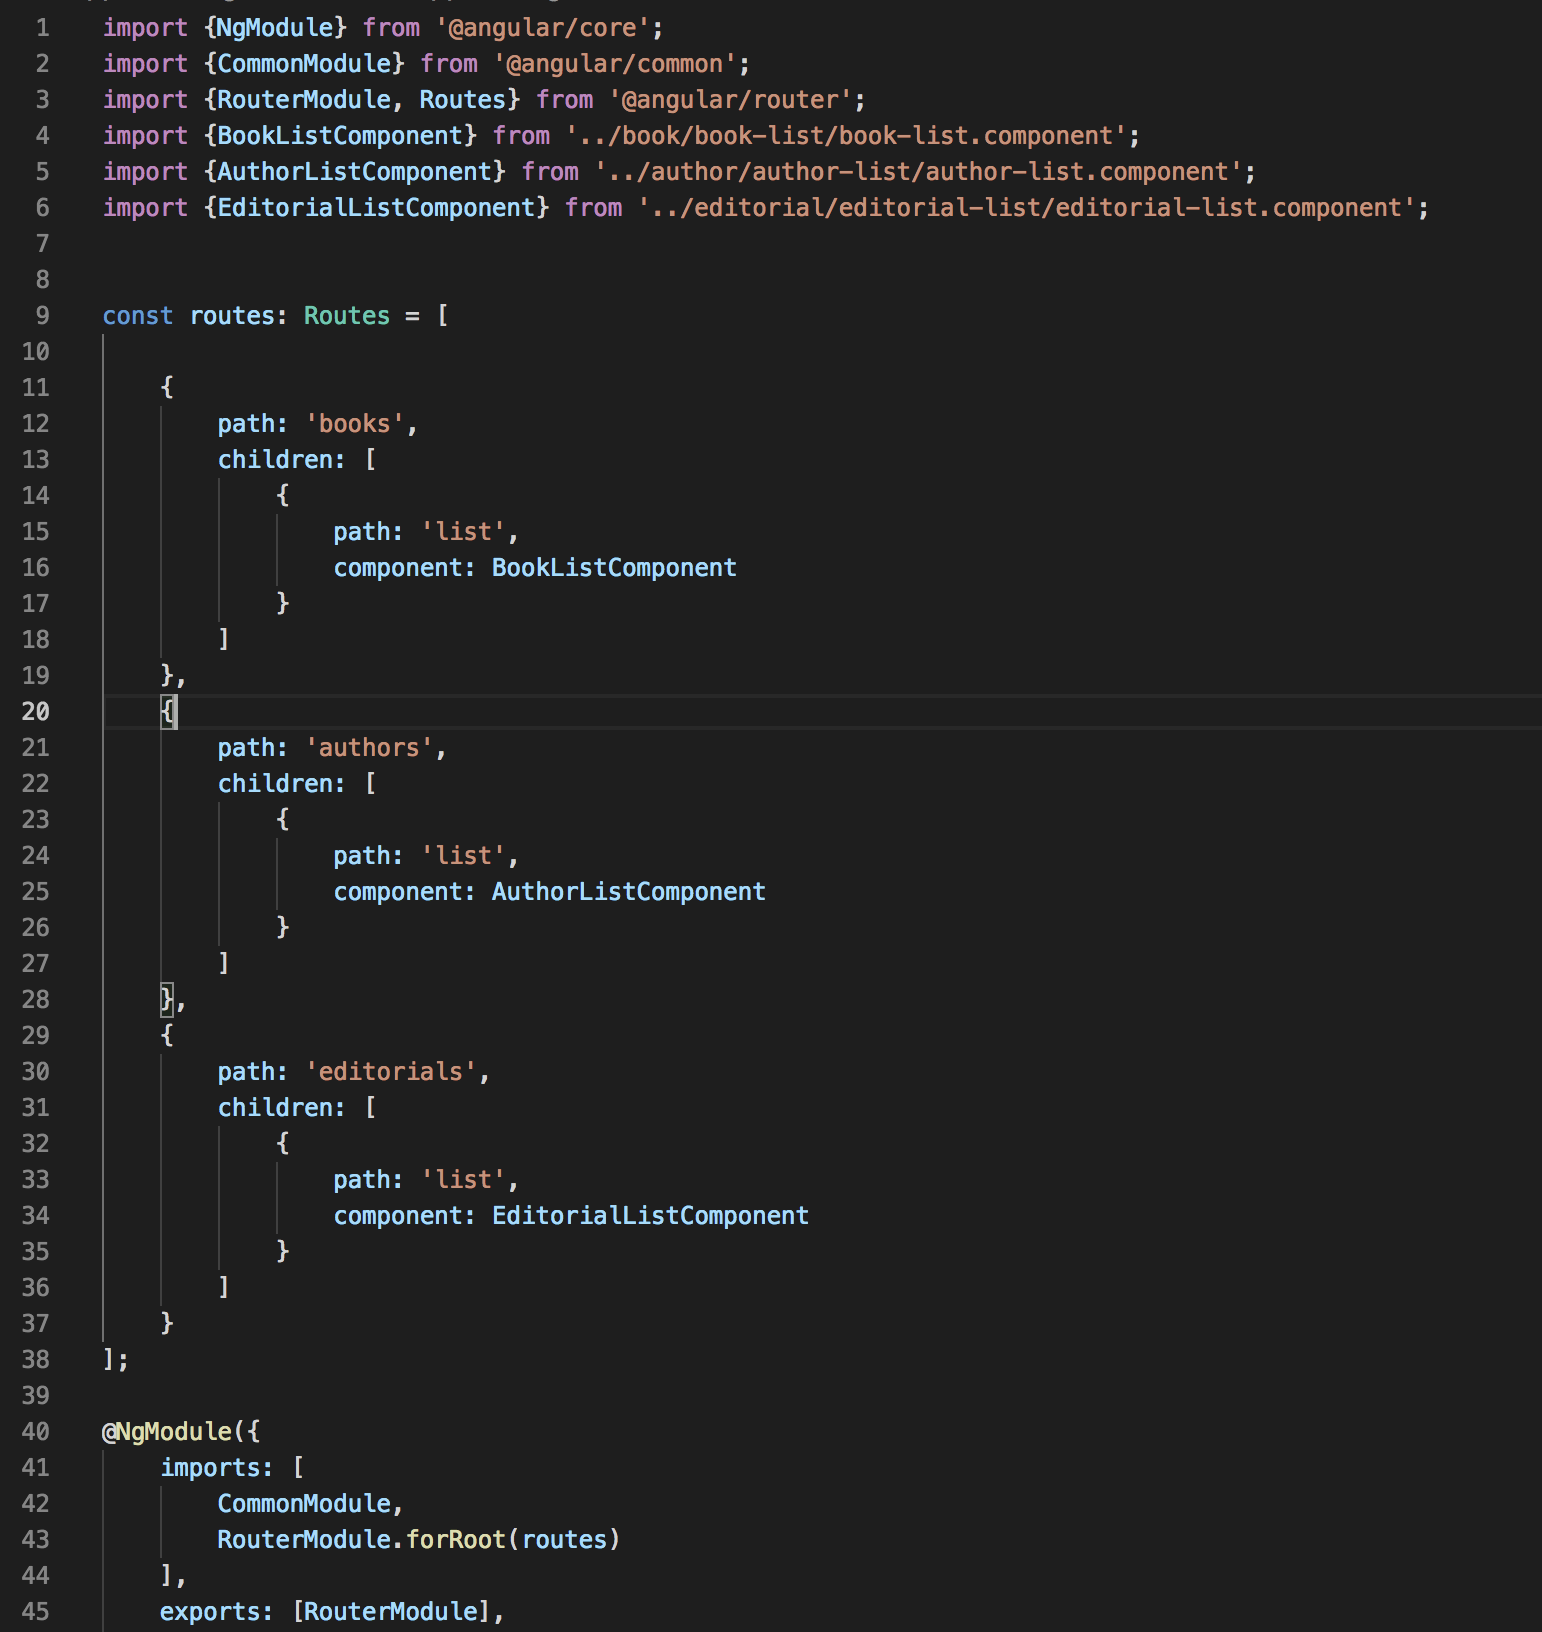 1 import {NgModule} from '@angular/core';
2 import {CommonModule} from '@angular/common';
3 import {RouterModule, Routes} from '@angular/router';
4 import {BookListComponent} from '../book/book-list/book-list.component';
5 import {AuthorListComponent} from '../author/author-list/author-list.component';
6 import {EditorialListComponent} from '../editorial/editorial-list/editorial-list.component';
7
8
9 const routes: Routes = [
10
11     {
12         path: 'books',
13         children: [
14             {
15                 path: 'list',
16                 component: BookListComponent
17             }
18         ]
19     },
20     {
21         path: 'authors',
22         children: [
23             {
24                 path: 'list',
25                 component: AuthorListComponent
26             }
27         ]
28     },
29     {
30         path: 'editorials',
31         children: [
32             {
33                 path: 'list',
34                 component: EditorialListComponent
35             }
36         ]
37     }
38 ];
39
40 @NgModule({
41     imports: [
42         CommonModule,
43         RouterModule.forRoot(routes)
44     ],
45     exports: [RouterModule],